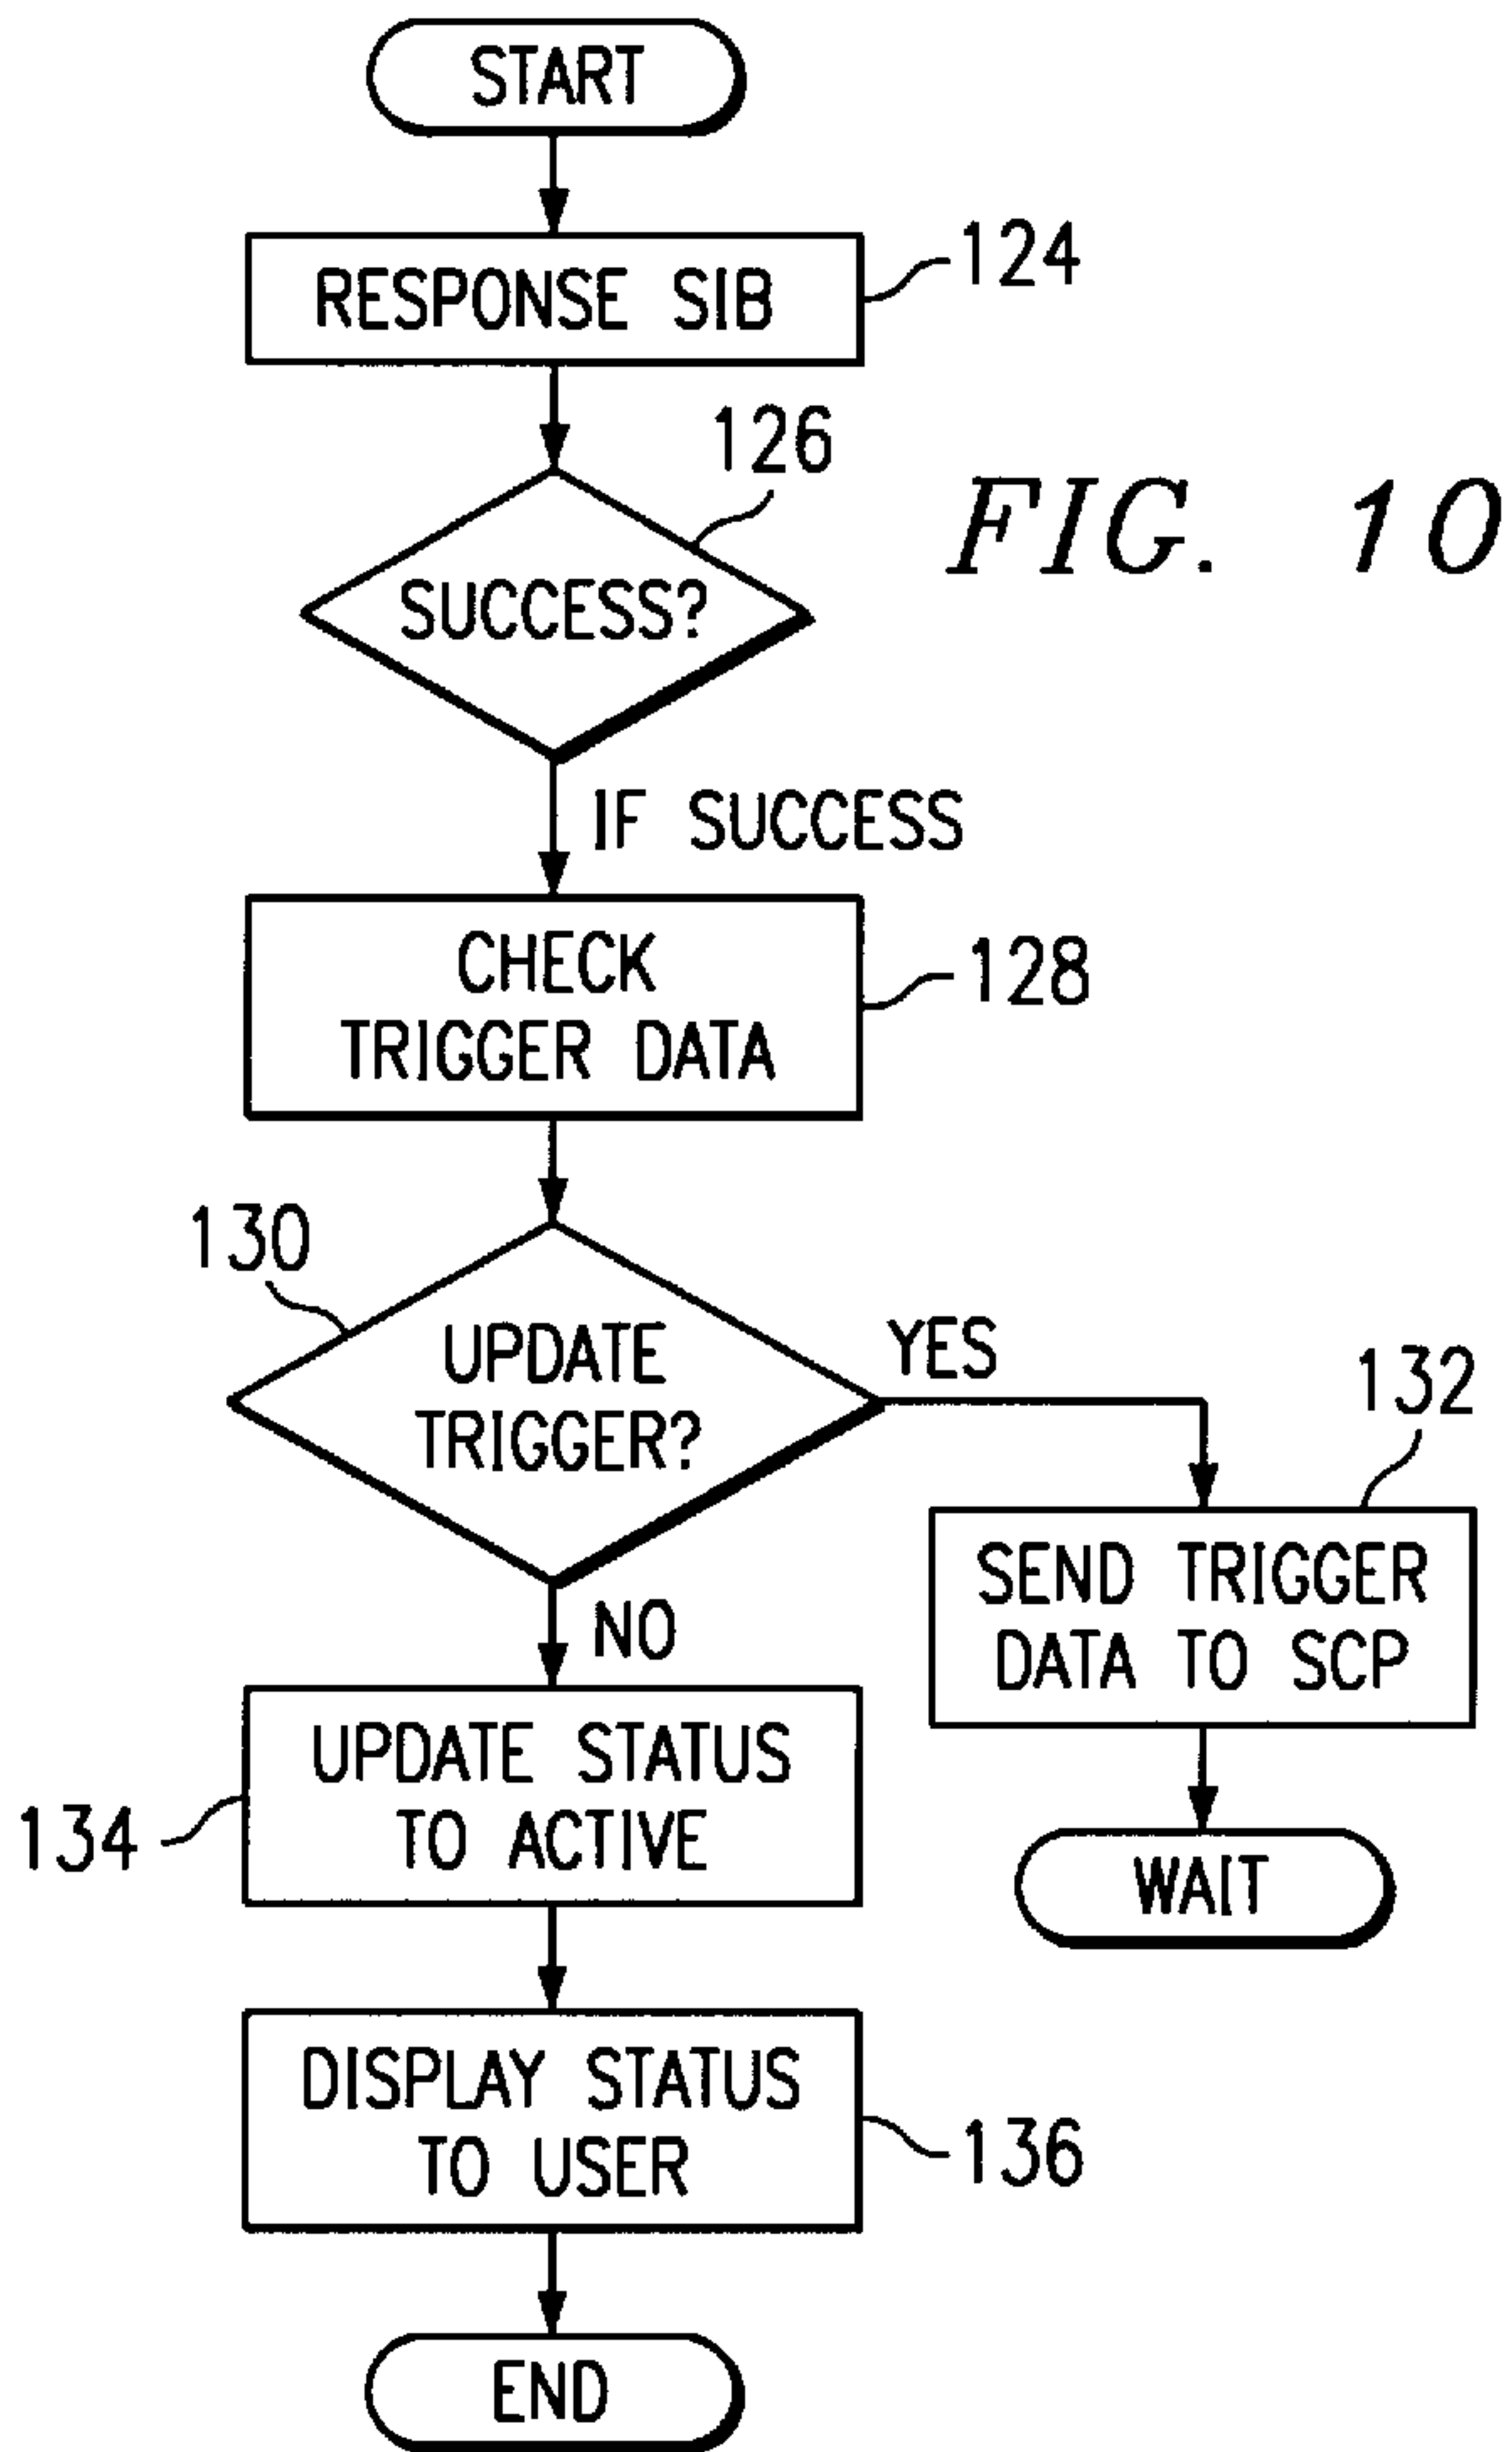 START
RESPONSE SIB
124
126
FIG. 10
SUCCESS?
IF SUCCESS
CHECK
TRIGGER DATA
128
130
UPDATE
TRIGGER?
YES
132
SEND TRIGGER
DATA TO SCP
NO
UPDATE STATUS
TO ACTIVE
134
WAIT
DISPLAY STATUS
TO USER
136
END